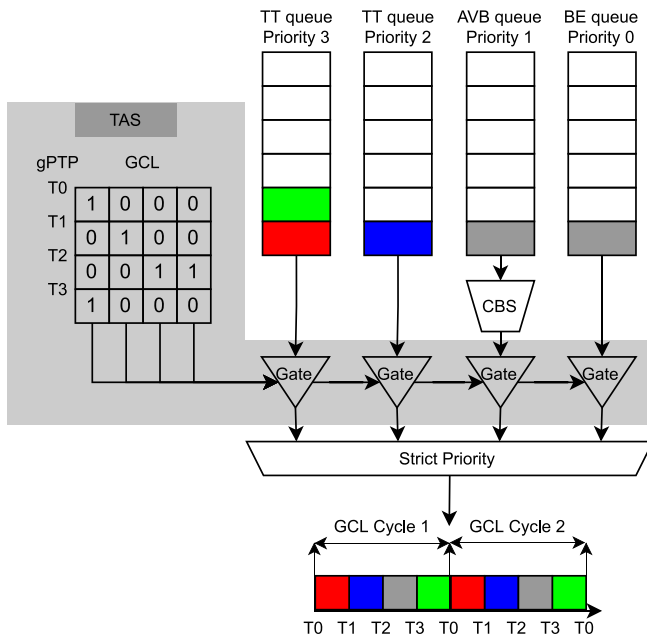 TT queue
Priority 3
TT queue
Priority 2
AVB queue
Priority 1
BE queue
Priority 0
TAS
gPTP
GCL
T0
1 0 0 0
T1
0 1 0 0
T2
0 0 1 1
T3
1 0 0 0
CBS
Gate
Gate
Gate
Gate
Strict Priority
GCL Cycle 1
GCL Cycle 2
T0 T1 T2 T3 T0 T1 T2 T3 T0